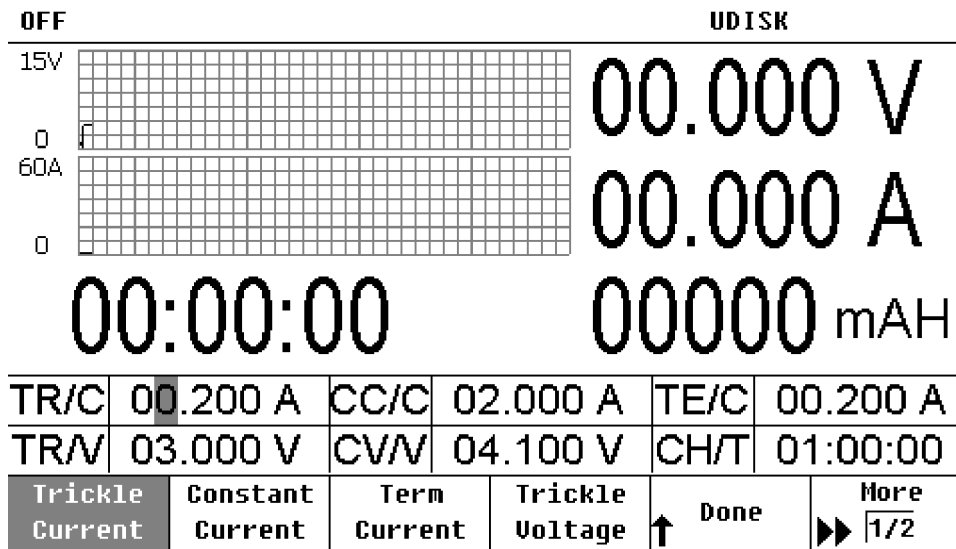 OFF UDISK
15V
00.000 V
0
60A
00.000 A
0
00:00:00 00000 mAH
TR/C 00.200 A CC/C 02.000 A TE/C 00.200 A
TR/V 03.000 V CV/V 04.100 V CH/T 01:00:00
Trickle Constant Term Trickle Done More
Current Current Current Voltage 1/2